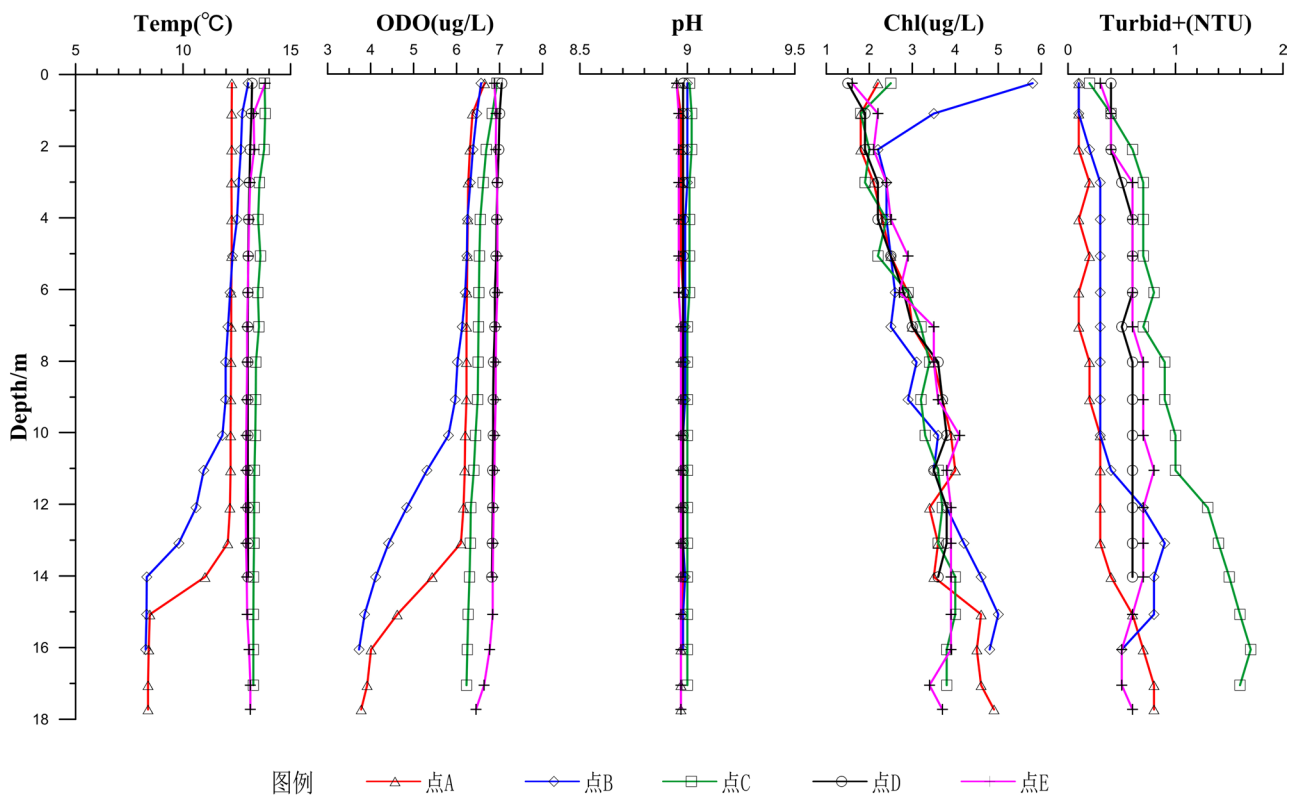 Temp(℃) ODO(ug/L) pH Chl(ug/L) Turbid+(NTU)
5 10 15 3 4 5 6 7 8 8.5 9 9.5 1 2 3 4 5 6 0 1 2
0
2
4
6
8
10
12
14
16
18
Depth/m
图例 点A 点B 点C 点D 点E